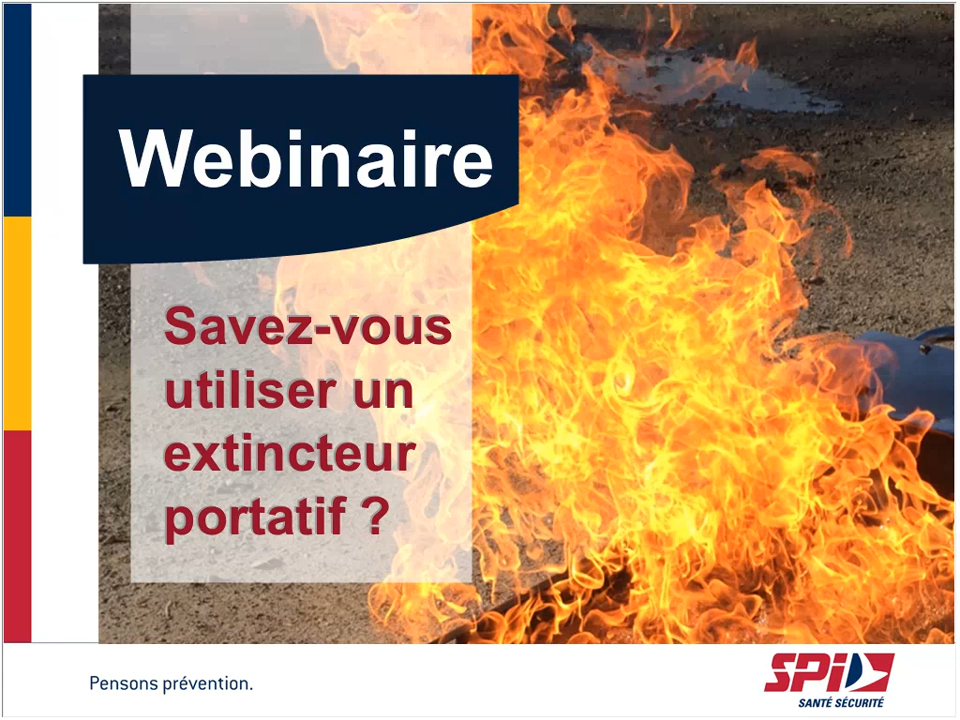 Webinaire
Savez-vous
utiliser un
extincteur
portatif ?
Pensons prévention.
SPI
SANTÉ SÉCURITÉ